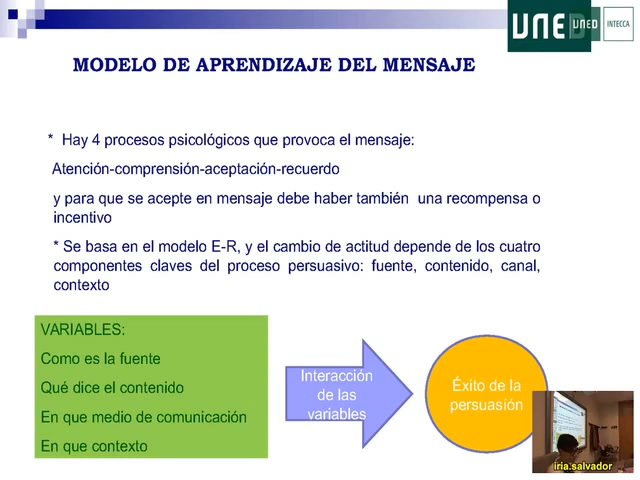 UNED
UNED
INTECCA
MODELO DE APRENDIZAJE DEL MENSAJE
* Hay 4 procesos psicológicos que provoca el mensaje:
Atención-comprensión-aceptación-recuerdo
y para que se acepte en mensaje debe haber también una recompensa o
incentivo
* Se basa en el modelo E-R, y el cambio de actitud depende de los cuatro
componentes claves del proceso persuasivo: fuente, contenido, canal,
contexto
VARIABLES:
Como es la fuente
Qué dice el contenido
En que medio de comunicación
En que contexto
Interacción
de las
variables
Éxito de la
persuasión
iria.salvador